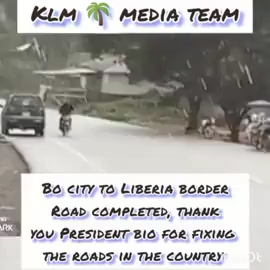 Klm 🌴 media team
ARK
Bo city to Liberia border
Road completed, thank
you President bio for fixing
the roads in the country